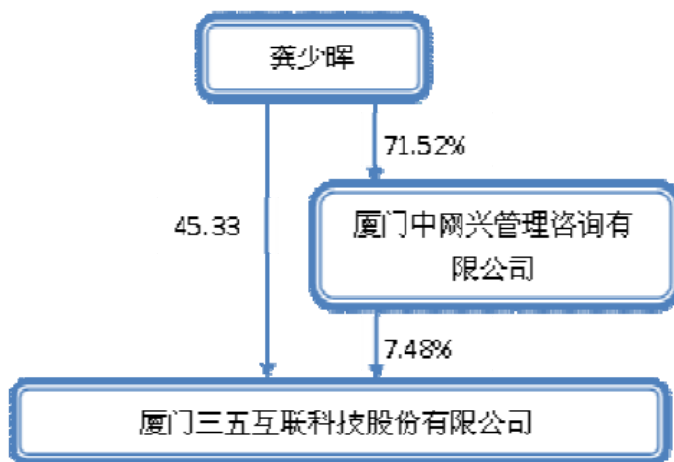 龚少晖
71.52%
45.33
厦门中网兴管理咨询有
限公司
7.48%
厦门三五互联科技股份有限公司